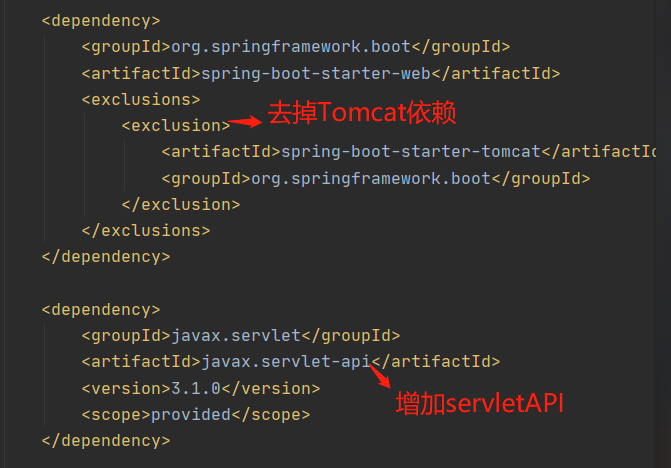 <dependency>
<groupId>org.springframework.boot</groupId>
<artifactId>spring-boot-starter-web</artifactId>
<exclusions>
<exclusion>去掉Tomcat依赖
<artifactId>spring-boot-starter-tomcat</artifactId
<groupId>org.springframework.boot</groupId>
</exclusion>
</exclusions>
</dependency>
<dependency>
<groupId>javax.servlet</groupId>
<artifactId>javax.servlet-api</artifactId>
<version>3.1.0</version>
增加servletAPI
<scope>provided</scope>
</dependency>